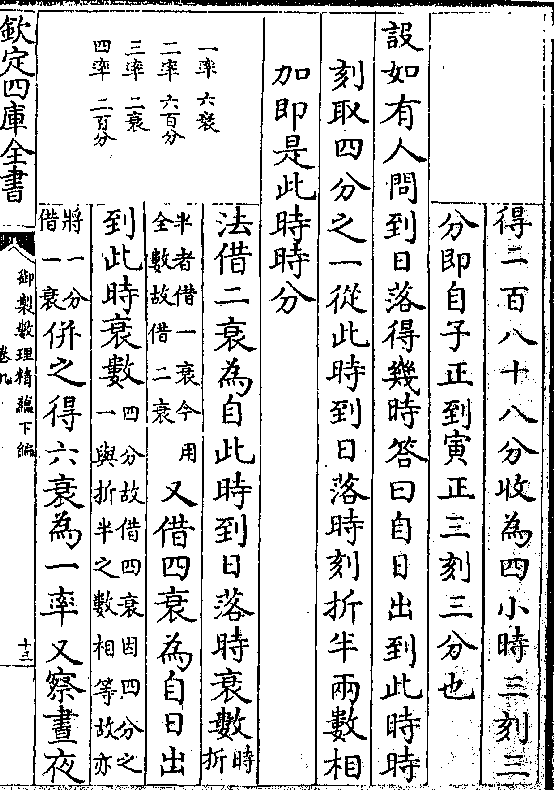 得二百八十八分收為四小時三刻三
分即自子正到寅正三刻三分也
設如有人問到日落得幾時答曰自日出到此時時
刻取四分之一從此時到日落時刻折半兩數相
加即是此時時分
法借二衰為自此時到日落時衰數時折
半者借一衰今用全數故借二衰又借四衰為自日出
到此時衰數四分故借四衰因四分之一與折半之數相等故亦
將一分借一衰併之得六衰為一率又察晝夜
一率 六衰
二率 六百分
三率 二衰
四率 二百分
欽定四庫全書
御製數理精藴下編
卷九
十三